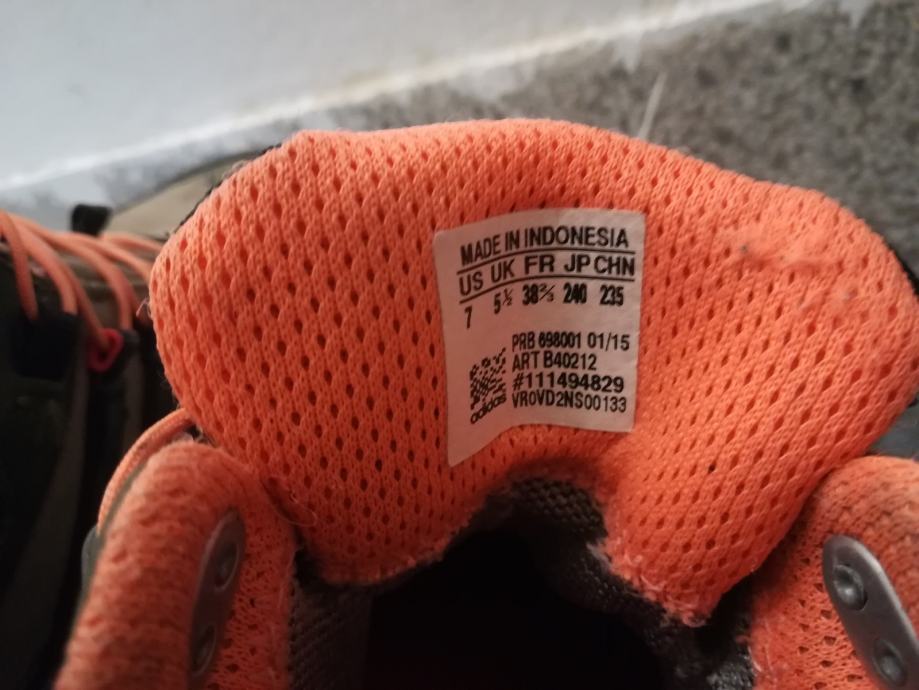 MADE IN INDONESIA
US UK FR JP CHN
7 5½ 38⅔ 240 235
PRB 698001 01/15
ART B40212
#111494829
VR0VD2NS00133
adidas